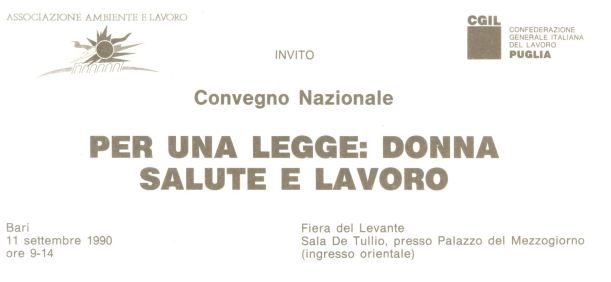 ASSOCIAZIONE AMBIENTE E LAVORO
INVITO
CGIL
CONFEDERAZIONE
GENERALE ITALIANA
DEL LAVORO
PUGLIA
Convegno Nazionale
PER UNA LEGGE: DONNA
SALUTE E LAVORO
Bari
11 settembre 1990
ore 9-14
Fiera del Levante
Sala De Tullio, presso Palazzo del Mezzogiorno
(ingresso orientale)